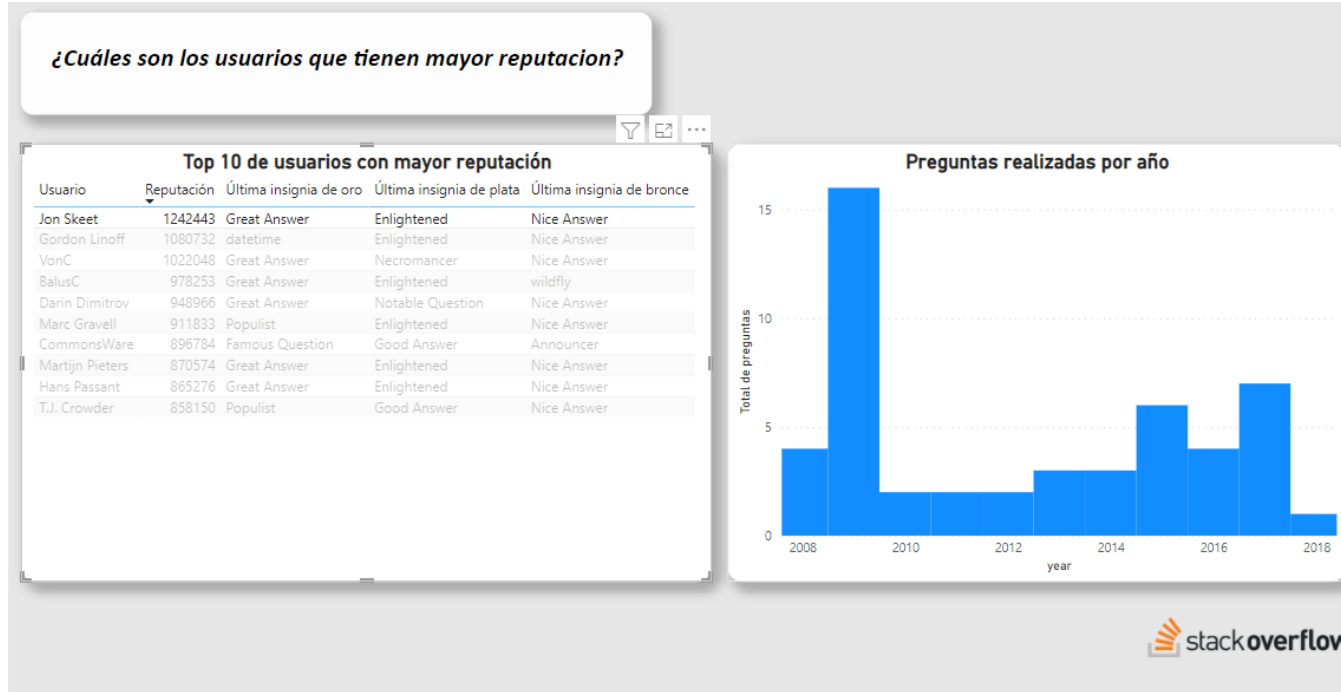 ¿Cuáles son los usuarios que tienen mayor reputacion?
Top 10 de usuarios con mayor reputación
Usuario Reputación Última insignia de oro Última insignia de plata Última insignia de bronce
Jon Skeet 1242443 Great Answer Enlightened Nice Answer
Gordon Linoff 1080732 datetime Enlightened Nice Answer
VonC 1022048 Great Answer Necromancer Nice Answer
BalusC 978253 Great Answer Enlightened wildfly
Darin Dimitrov 948966 Great Answer Notable Question Nice Answer
Marc Gravell 911833 Populist Enlightened Nice Answer
CommonsWare 896784 Famous Question Good Answer Announcer
Martijn Pieters 870574 Great Answer Enlightened Nice Answer
Hans Passant 865276 Great Answer Enlightened Nice Answer
T.J. Crowder 858150 Populist Good Answer Nice Answer
Preguntas realizadas por año
Total de preguntas
15
10
5
0
2008 2010 2012 2014 2016 2018
year
stackoverflow